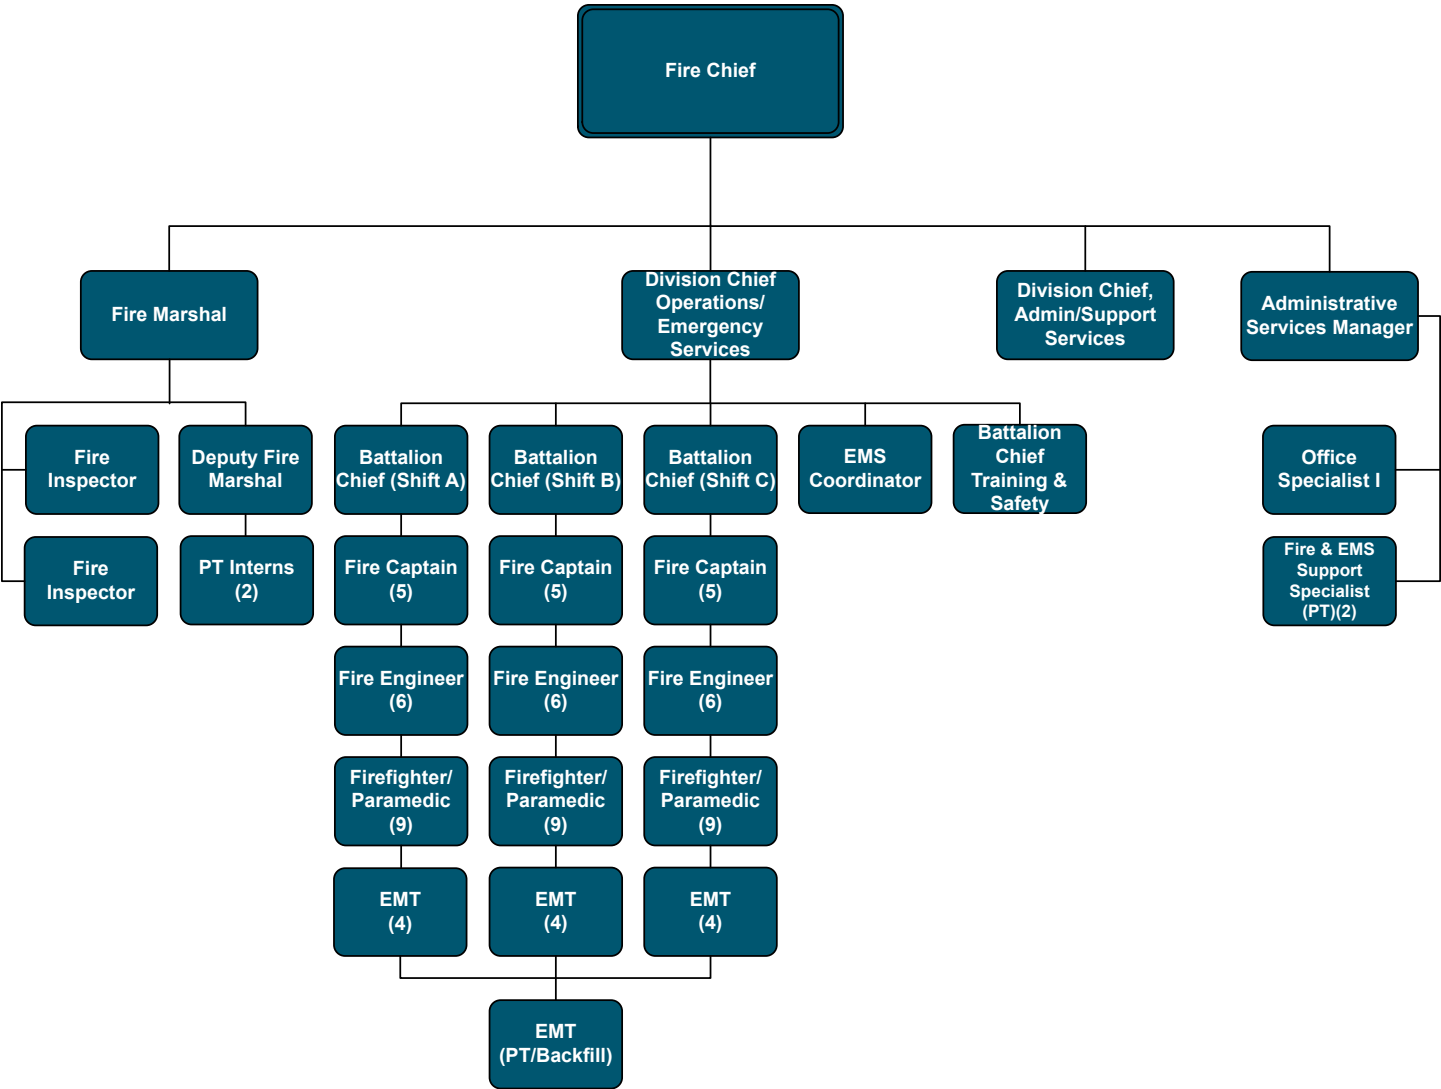 Fire Chief
Fire Marshal
Division Chief
Operations/
Emergency
Services
Division Chief,
Admin/Support
Services
Administrative
Services Manager
Fire
Inspector
Deputy Fire
Marshal
Battalion
Chief (Shift A)
Battalion
Chief (Shift B)
Battalion
Chief (Shift C)
EMS
Coordinator
Battalion
Chief
Training &
Safety
Office
Specialist I
Fire
Inspector
PT Interns
(2)
Fire Captain
(5)
Fire Captain
(5)
Fire Captain
(5)
Fire & EMS
Support
Specialist
(PT)(2)
Fire Engineer
(6)
Fire Engineer
(6)
Fire Engineer
(6)
Firefighter/
Paramedic
(9)
Firefighter/
Paramedic
(9)
Firefighter/
Paramedic
(9)
EMT
(4)
EMT
(4)
EMT
(4)
EMT
(PT/Backfill)